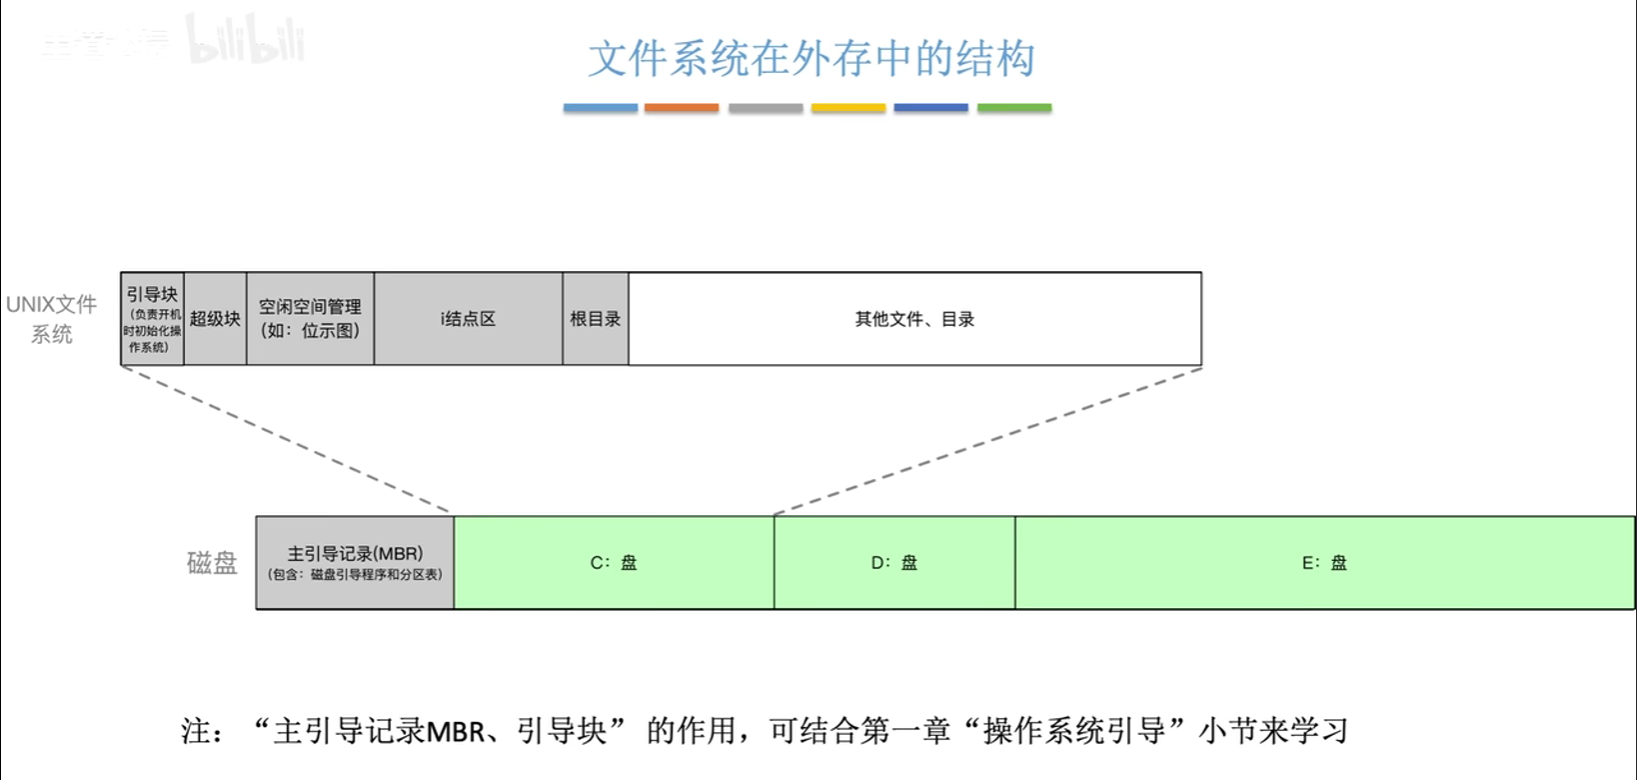 bilibili
文件系统在外存中的结构
UNIX文件
系统
引导块
（负责开机
时初始化操
作系统）
超级块
空闲空间管理
（如：位示图）
i结点区
根目录
其他文件、目录
磁盘
主引导记录(MBR)
（包含：磁盘引导程序和分区表）
C：盘
D：盘
E：盘
注：“主引导记录MBR、引导块” 的作用，可结合第一章“操作系统引导”小节来学习